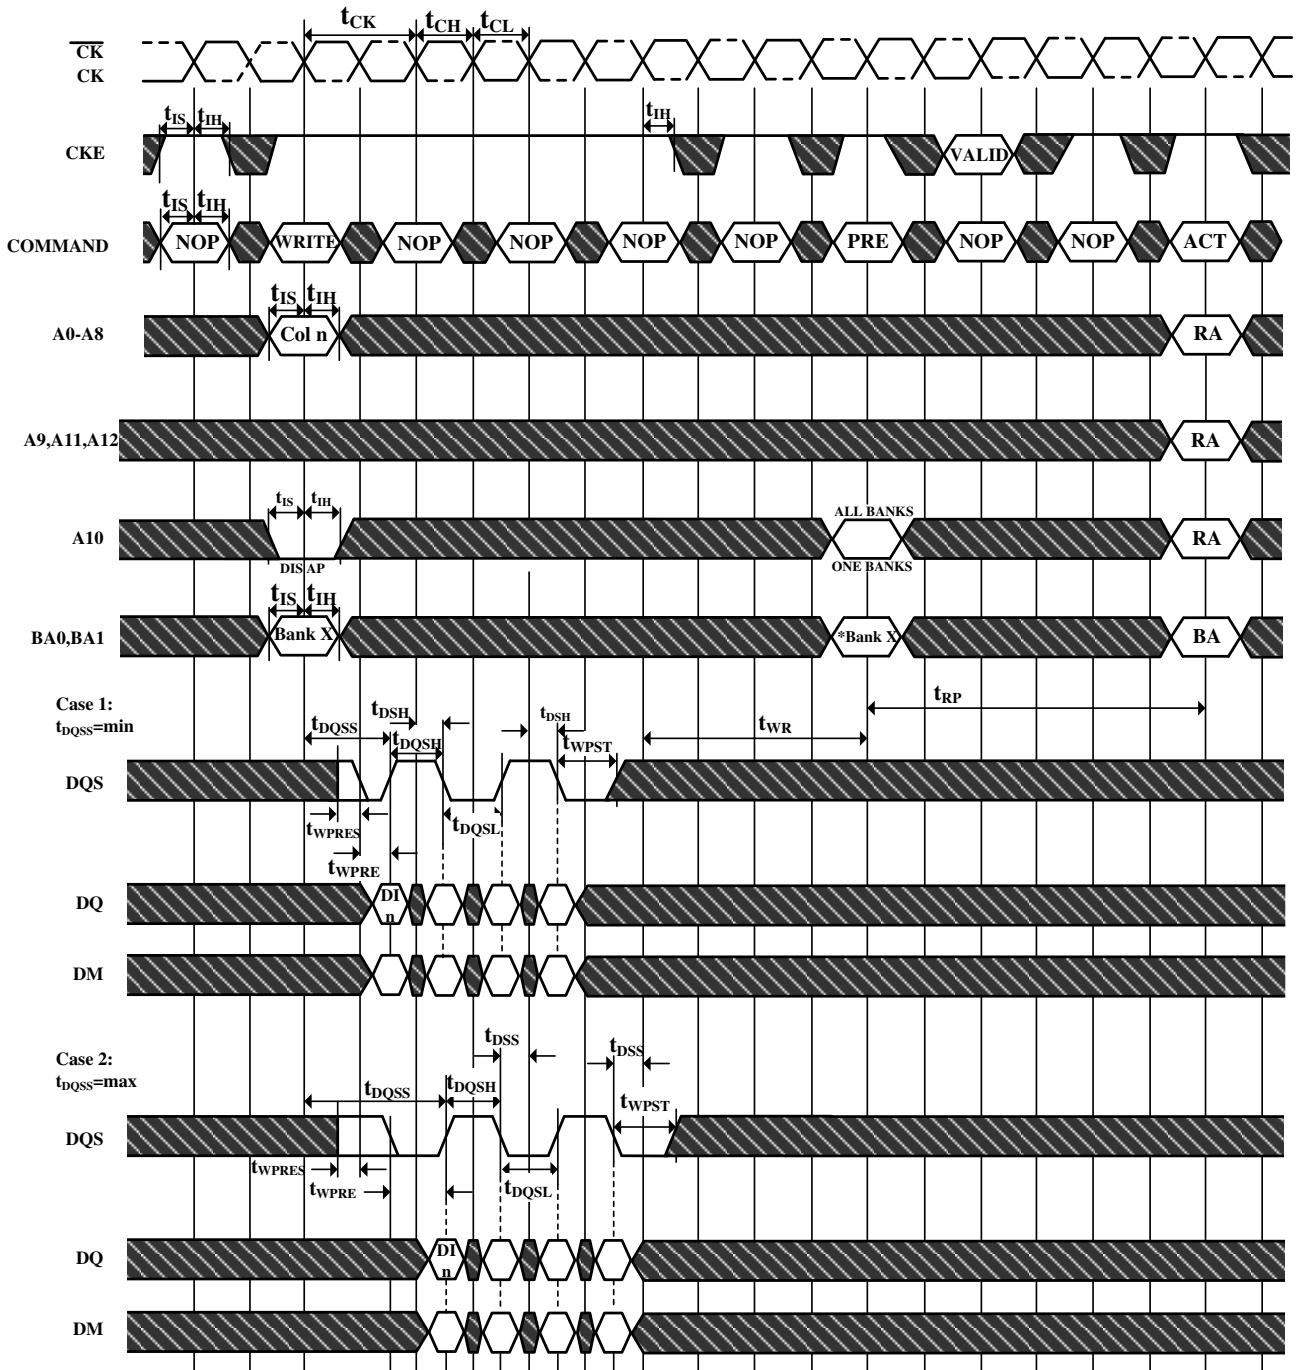 tCK tCH tCL
CK
CK
tIS tIH tIH
CKE VALID
tIS tIH
COMMAND NOP WRITE NOP NOP NOP NOP PRE NOP NOP ACT
tIS tIH
A0-A8 Col n RA
A9,A11,A12 RA
tIS tIH ALL BANKS
A10 RA
DIS AP ONE BANKS
tIS tIH
BA0,BA1 Bank X *Bank X BA
Case 1:
tDQSS=min
tDQSS tDSH tDQSH tDSH tWPST tWR tRP
DQS
tWPRES tDQSL
tWPRE
DQ DI
n
DM
tDSS tDSS
Case 2:
tDQSS=max
tDQSS tDQSH tWPST
DQS
tWPRES tWPRE tDQSL
DQ DI
n
DM